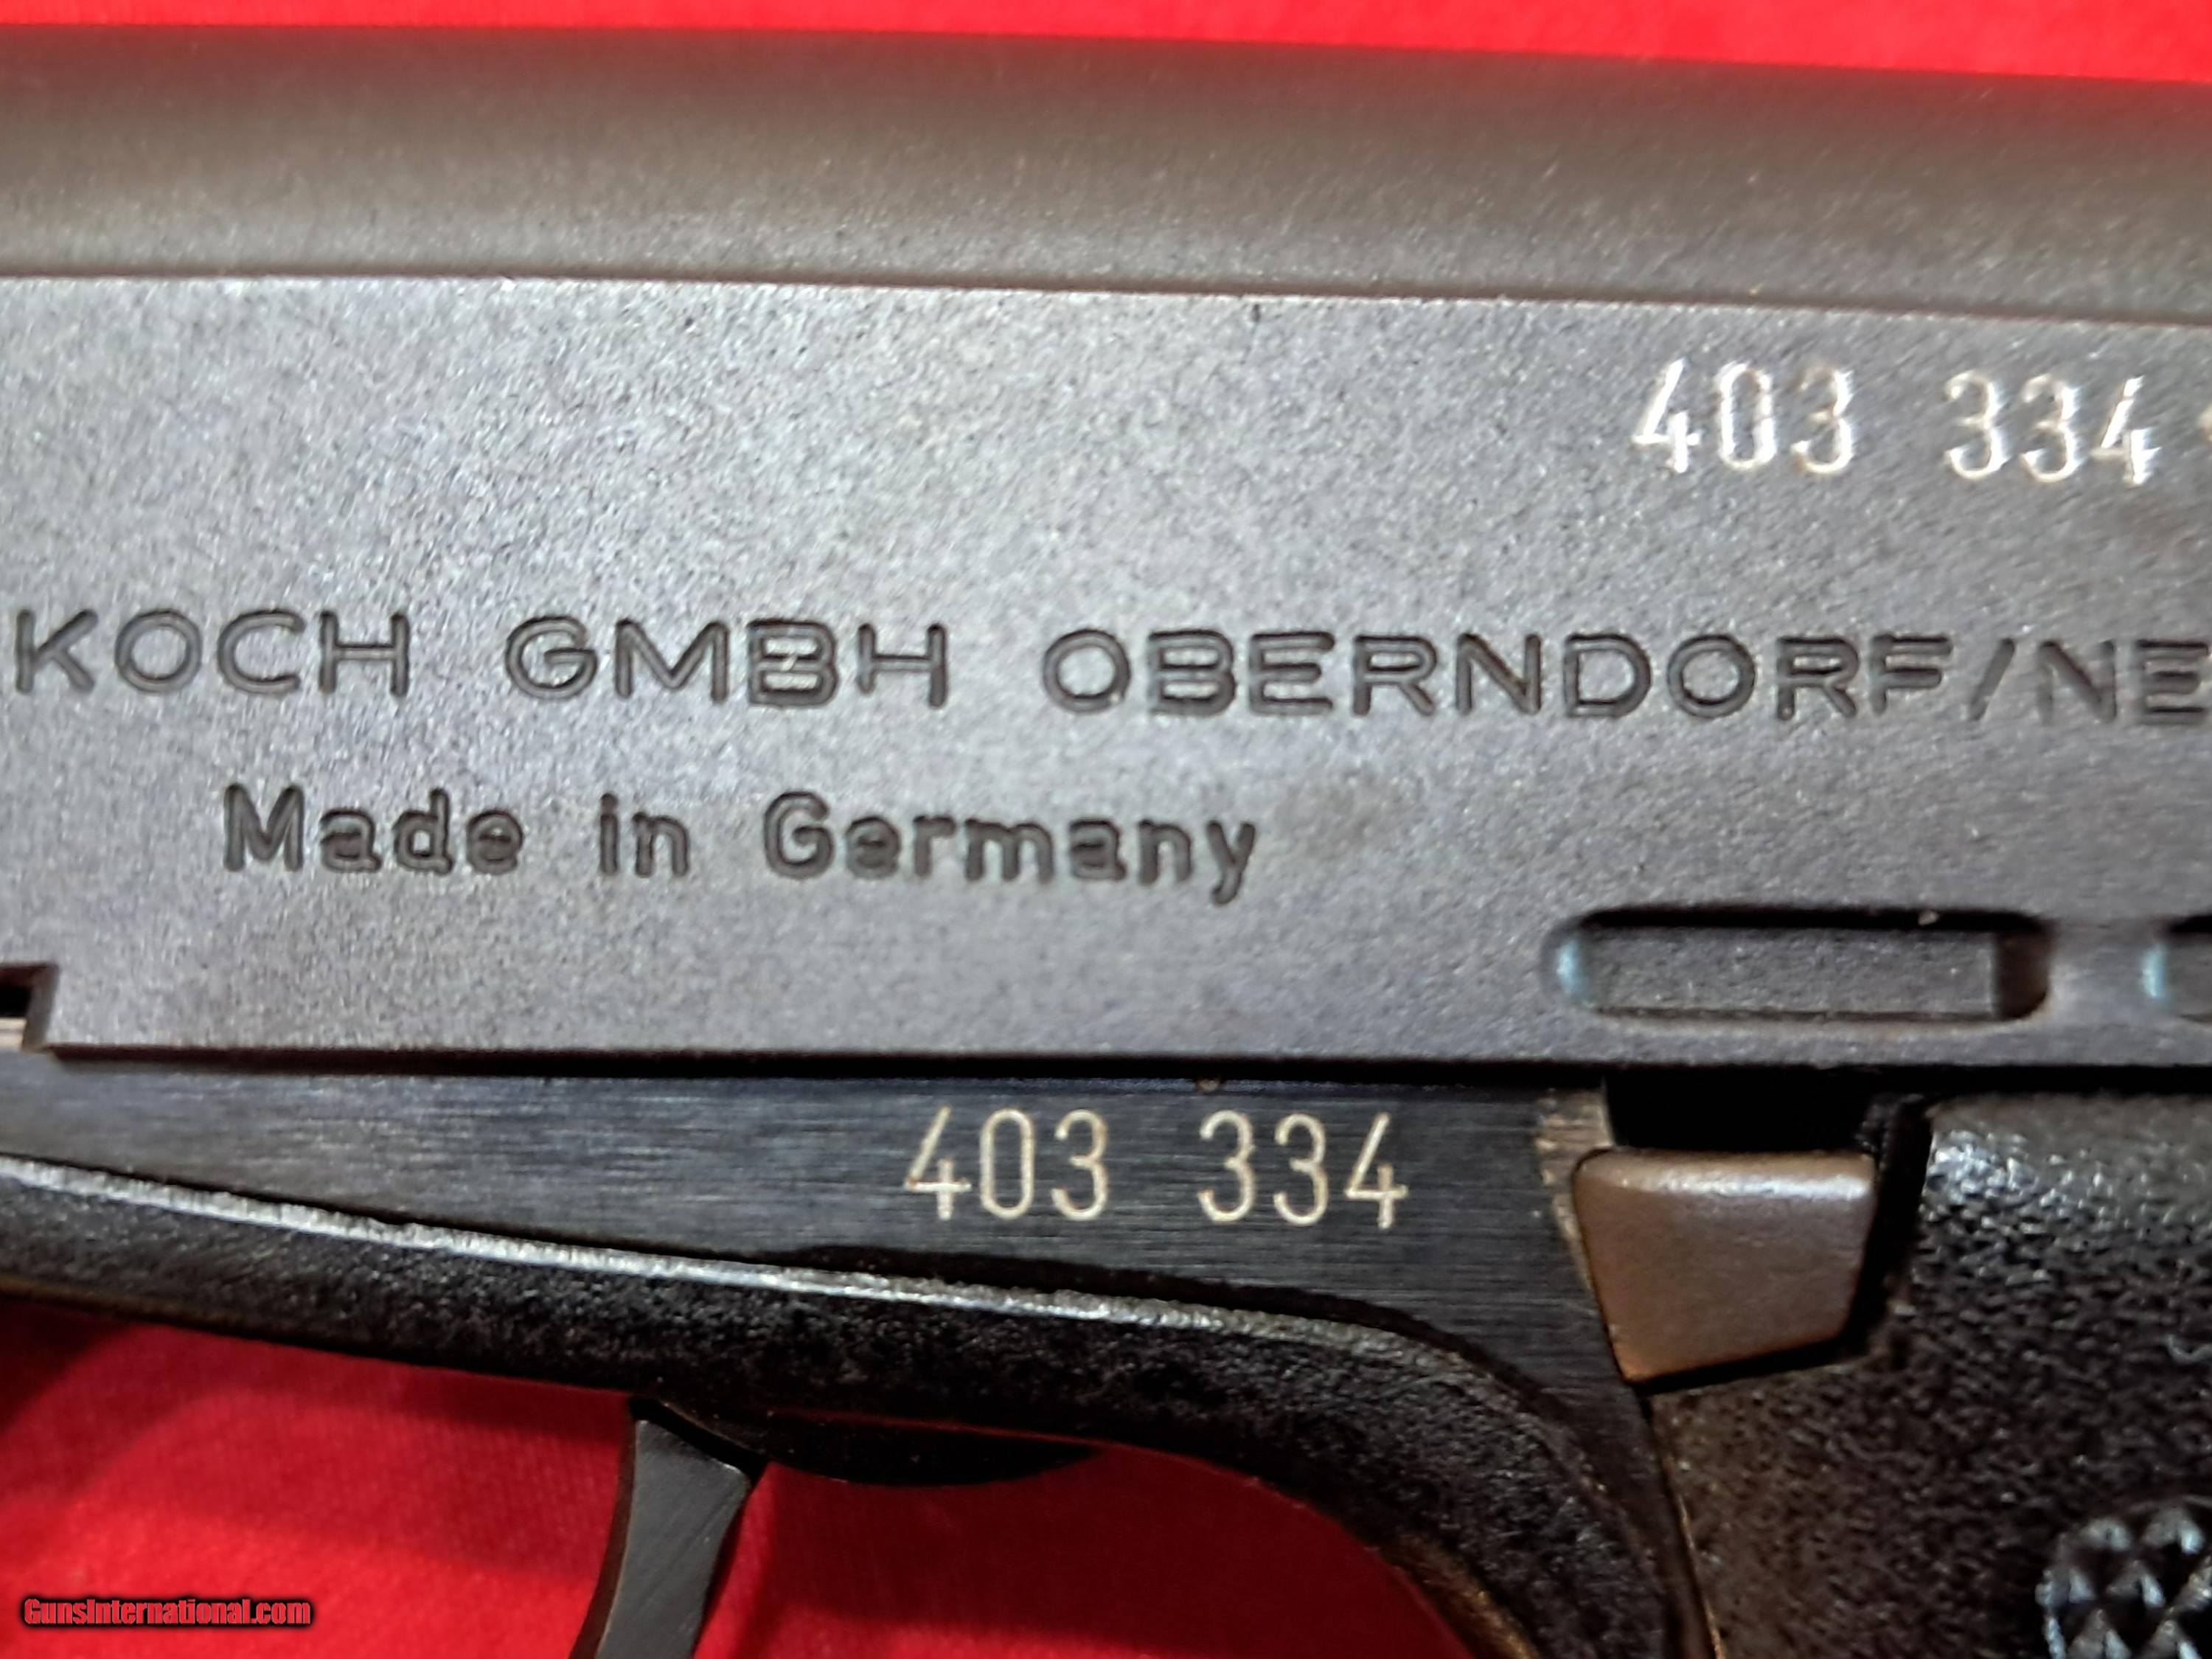 403 334
KOCH GMBH OBERNDORF/NE
Made in Germany
403 334
GunsInternational.com